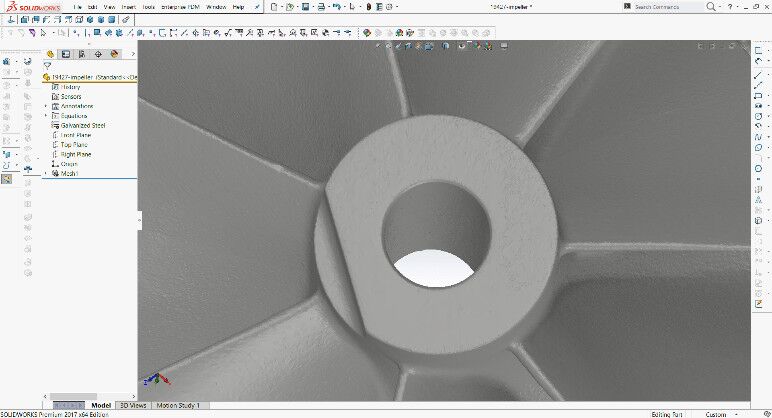 SOLIDWORKS File Edit View Insert Tools Enterprise PDM Window Help 19427-impeller * Search Commands
19427-impeller (Standard<<De
History
Sensors
Annotations
Equations
Galvanized Steel
Front Plane
Top Plane
Right Plane
Origin
Mesh1
Model 3D Views Motion Study 1
SOLIDWORKS Premium 2017 x64 Edition Editing Part Custom